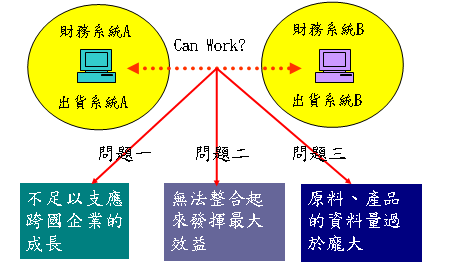 財務系統A
財務系統B
Can Work?
出貨系統A
出貨系統B
問題一
問題二
問題三
不足以支應
跨國企業的
成長
無法整合起
來發揮最大
效益
原料、產品
的資料量過
於龐大